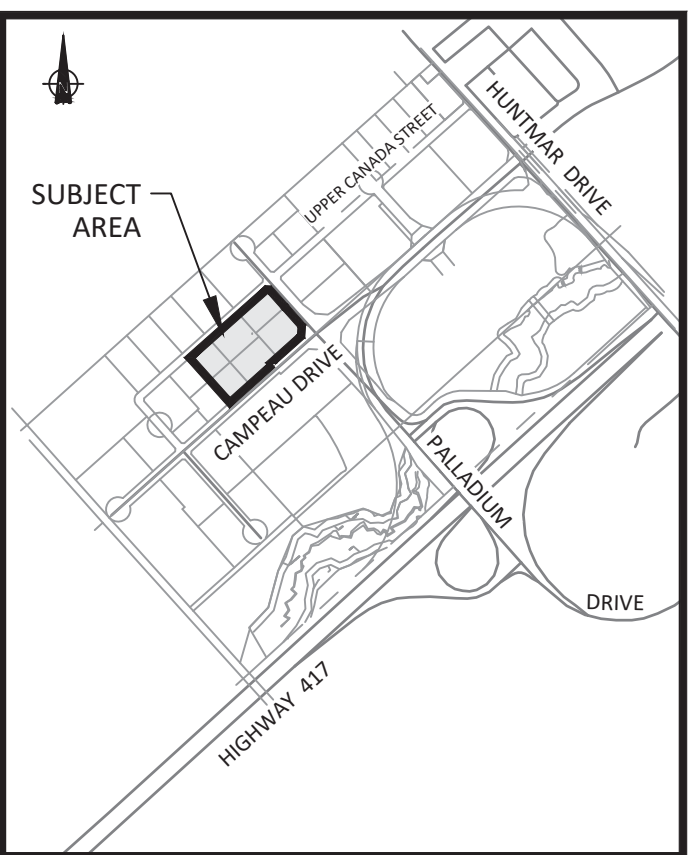 N
UPPER CANADA STREET
HUNTMAR DRIVE
SUBJECT
AREA
CAMPEAU DRIVE
PALLADIUM
DRIVE
HIGHWAY 417